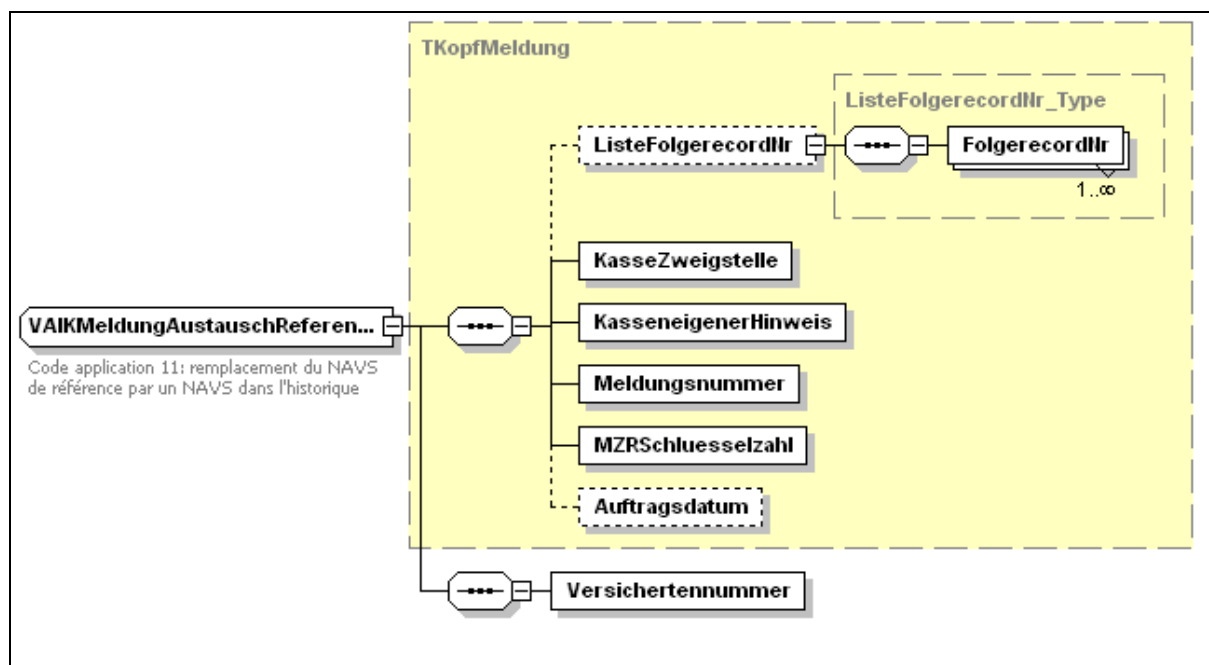 TKopfMeldung
ListeFolgerecordNr_Type
ListeFolgerecordNr
FolgerecordNr
1..∞
KasseZweigstelle
KasseneigenerHinweis
VAIKMeldungAustauschReferen...
Code application 11: remplacement du NAVS
de référence par un NAVS dans l'historique
Meldungsnummer
MZRSchluesselzahl
Auftragsdatum
Versichertennummer